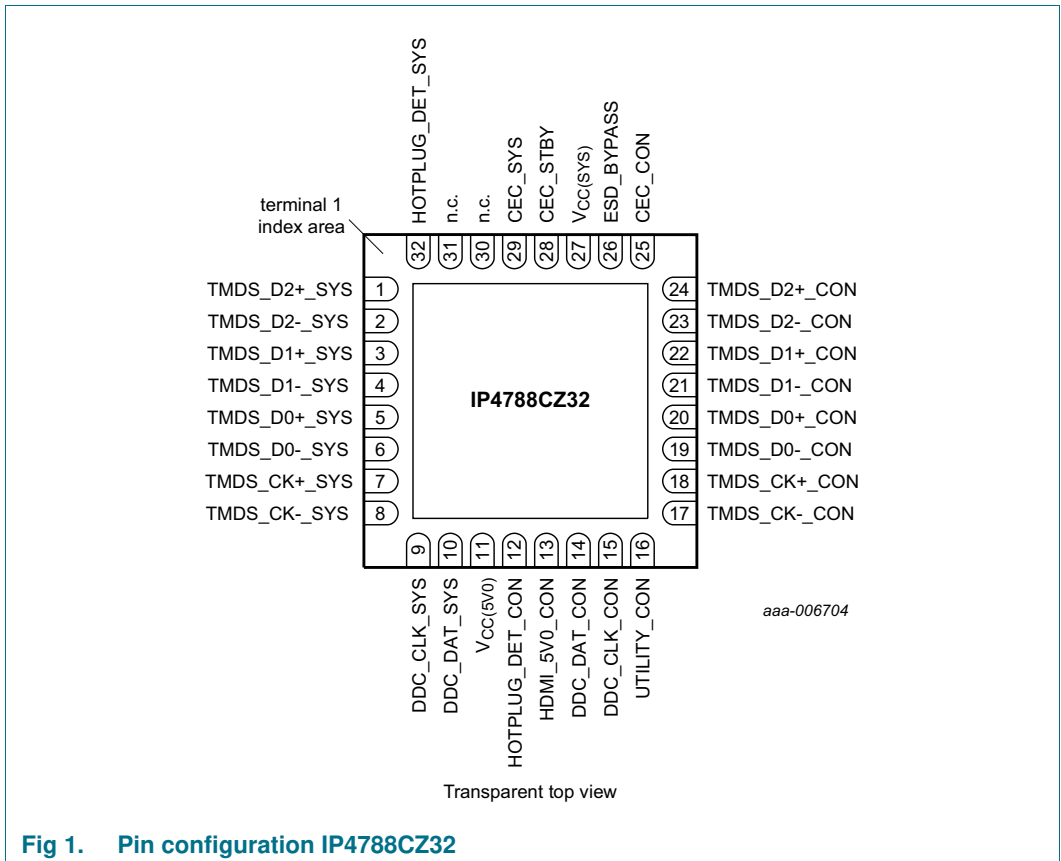 HOTPLUG_DET_SYS
n.c.
n.c.
CEC_SYS
CEC_STBY
VCC(SYS)
ESD_BYPASS
CEC_CON
terminal 1
index area
32 31 30 29 28 27 26 25
TMDS_D2+_SYS 1 24 TMDS_D2+_CON
TMDS_D2-_SYS 2 23 TMDS_D2-_CON
TMDS_D1+_SYS 3 22 TMDS_D1+_CON
TMDS_D1-_SYS 4 21 TMDS_D1-_CON
IP4788CZ32
TMDS_D0+_SYS 5 20 TMDS_D0+_CON
TMDS_D0-_SYS 6 19 TMDS_D0-_CON
TMDS_CK+_SYS 7 18 TMDS_CK+_CON
TMDS_CK-_SYS 8 17 TMDS_CK-_CON
9 10 11 12 13 14 15 16
DDC_CLK_SYS
DDC_DAT_SYS
VCC(5V0)
HOTPLUG_DET_CON
HDMI_5V0_CON
DDC_DAT_CON
DDC_CLK_CON
UTILITY_CON
aaa-006704
Transparent top view
Fig 1. Pin configuration IP4788CZ32